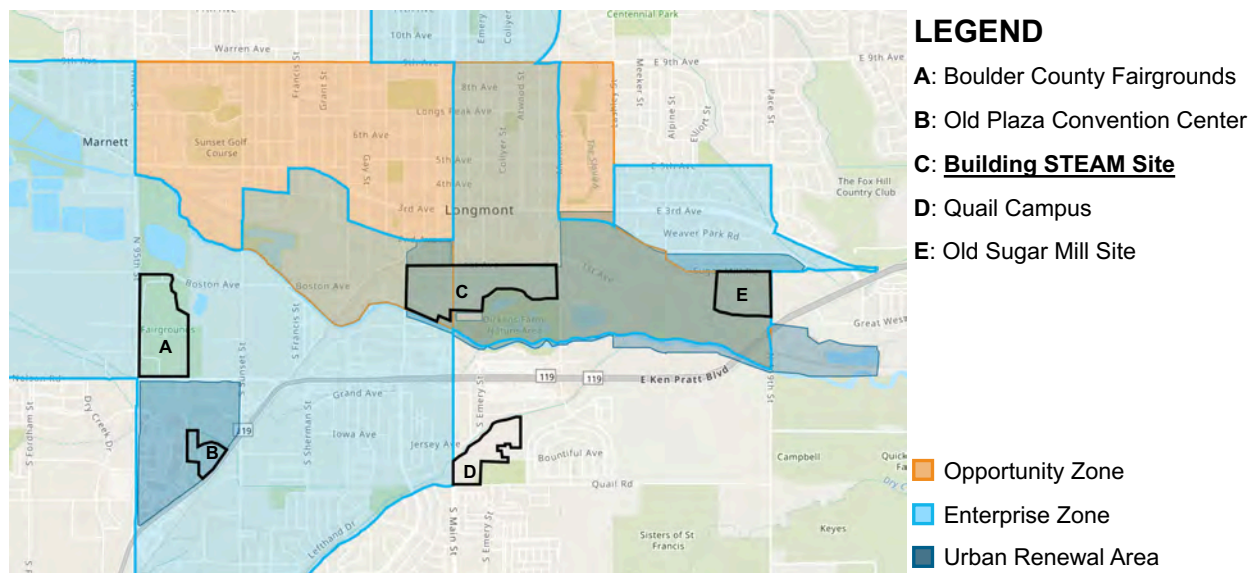 10th Ave
Emery
Collyer
Centennial Park
Warren Ave
E 9th Ave
E 9th Ave
Francis St
Grant St
8th Ave
Atwood St
Longs Peak Ave
Meeker St
Alpine St
Pace St
Marnett
Sunset Golf
Course
6th Ave
Collyer St
Gay St
5th Ave
4th Ave
The Fox Hill
Country Club
3rd Ave
Longmont
E 3rd Ave
Weaver Park Rd
N 95th St
Boston Ave
Boston Ave
C
E
Fairgrounds
A
S Francis St
S Sunset St
Great West
119
119
E Ken Pratt Blvd
Nelson Rd
Grand Ave
S Emery St
S Fordham St
Dry Creek Dr
119
B
S Sherman St
Iowa Ave
Jersey Ave
D
Bountiful Ave
Campbell
Quail Rd
S Main St
S Emery St
Lefthand Dr
Sisters of St
Francis
Keyes
LEGEND
A: Boulder County Fairgrounds
B: Old Plaza Convention Center
C: Building STEAM Site
D: Quail Campus
E: Old Sugar Mill Site
Opportunity Zone
Enterprise Zone
Urban Renewal Area